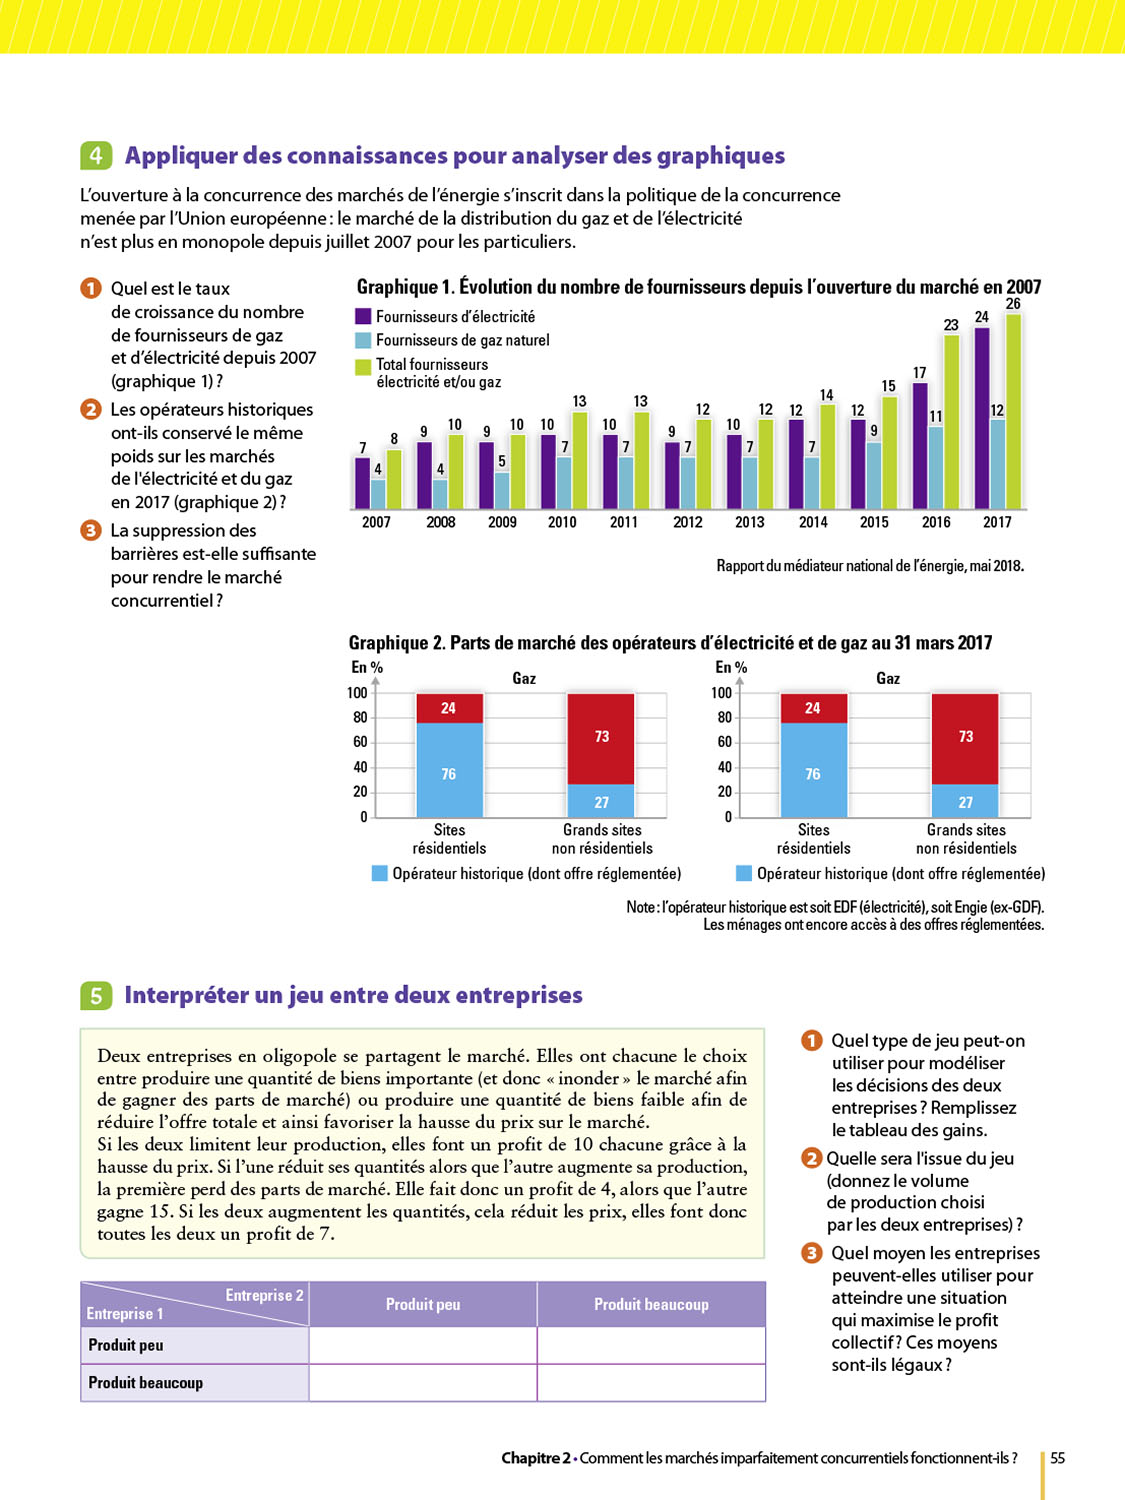 4 Appliquer des connaissances pour analyser des graphiques
L'ouverture à la concurrence des marchés de l'énergie s'inscrit dans la politique de la concurrence
menée par l'Union européenne : le marché de la distribution du gaz et de l'électricité
n'est plus en monopole depuis juillet 2007 pour les particuliers.
1 Quel est le taux
de croissance du nombre
de fournisseurs de gaz
et d'électricité depuis 2007
(graphique 1) ?
2 Les opérateurs historiques
ont-ils conservé le même
poids sur les marchés
de l'électricité et du gaz
en 2017 (graphique 2) ?
3 La suppression des
barrières est-elle suffisante
pour rendre le marché
concurrentiel ?
Graphique 1. Évolution du nombre de fournisseurs depuis l'ouverture du marché en 2007
Fournisseurs d'électricité
Fournisseurs de gaz naturel
Total fournisseurs
électricité et/ou gaz
7 4 8
9 4 10
9 5 10
10 7 13
10 7 13
9 7 12
10 7 12
12 7 14
12 9 15
17 11 23
24 12 26
2007 2008 2009 2010 2011 2012 2013 2014 2015 2016 2017
Rapport du médiateur national de l'énergie, mai 2018.
Graphique 2. Parts de marché des opérateurs d'électricité et de gaz au 31 mars 2017
En %
Gaz
100
80
60
40
20
0
24
76
73
27
Sites
résidentiels
Grands sites
non résidentiels
Opérateur historique (dont offre réglementée)
En %
Gaz
100
80
60
40
20
0
24
76
73
27
Sites
résidentiels
Grands sites
non résidentiels
Opérateur historique (dont offre réglementée)
Note : l'opérateur historique est soit EDF (électricité), soit Engie (ex-GDF).
Les ménages ont encore accès à des offres réglementées.
5 Interpréter un jeu entre deux entreprises
Deux entreprises en oligopole se partagent le marché. Elles ont chacune le choix
entre produire une quantité de biens importante (et donc « inonder » le marché afin
de gagner des parts de marché) ou produire une quantité de biens faible afin de
réduire l'offre totale et ainsi favoriser la hausse du prix sur le marché.
Si les deux limitent leur production, elles font un profit de 10 chacune grâce à la
hausse du prix. Si l'une réduit ses quantités alors que l'autre augmente sa production,
la première perd des parts de marché. Elle fait donc un profit de 4, alors que l'autre
gagne 15. Si les deux augmentent les quantités, cela réduit les prix, elles font donc
toutes les deux un profit de 7.
Entreprise 2
Entreprise 1
Produit peu
Produit beaucoup
Produit peu
Produit beaucoup
1 Quel type de jeu peut-on
utiliser pour modéliser
les décisions des deux
entreprises ? Remplissez
le tableau des gains.
2 Quelle sera l'issue du jeu
(donnez le volume
de production choisi
par les deux entreprises) ?
3 Quel moyen les entreprises
peuvent-elles utiliser pour
atteindre une situation
qui maximise le profit
collectif ? Ces moyens
sont-ils légaux ?
Chapitre 2 • Comment les marchés imparfaitement concurrentiels fonctionnent-ils ? 55